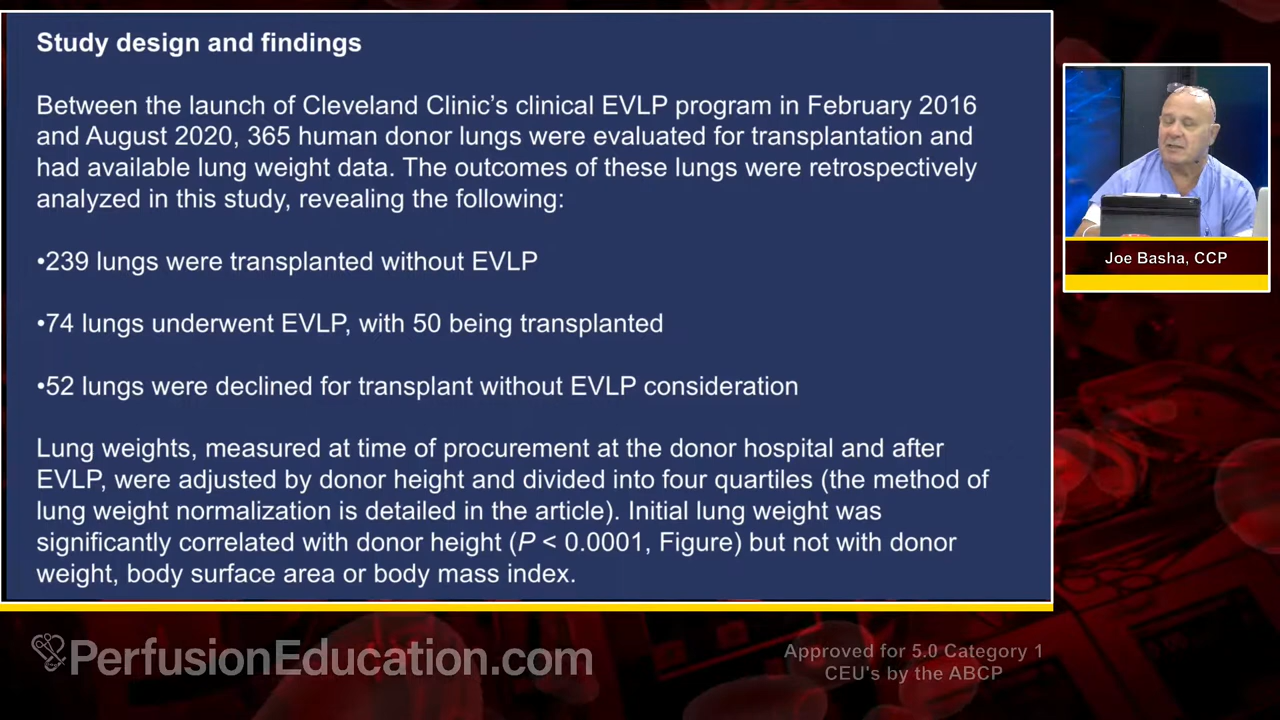 Study design and findings
Between the launch of Cleveland Clinic’s clinical EVLP program in February 2016
and August 2020, 365 human donor lungs were evaluated for transplantation and
had available lung weight data. The outcomes of these lungs were retrospectively
analyzed in this study, revealing the following:
•239 lungs were transplanted without EVLP
•74 lungs underwent EVLP, with 50 being transplanted
•52 lungs were declined for transplant without EVLP consideration
Lung weights, measured at time of procurement at the donor hospital and after
EVLP, were adjusted by donor height and divided into four quartiles (the method of
lung weight normalization is detailed in the article). Initial lung weight was
significantly correlated with donor height (P < 0.0001, Figure) but not with donor
weight, body surface area or body mass index.
Joe Basha, CCP
PerfusionEducation.com
Approved for 5.0 Category 1
CEU's by the ABCP